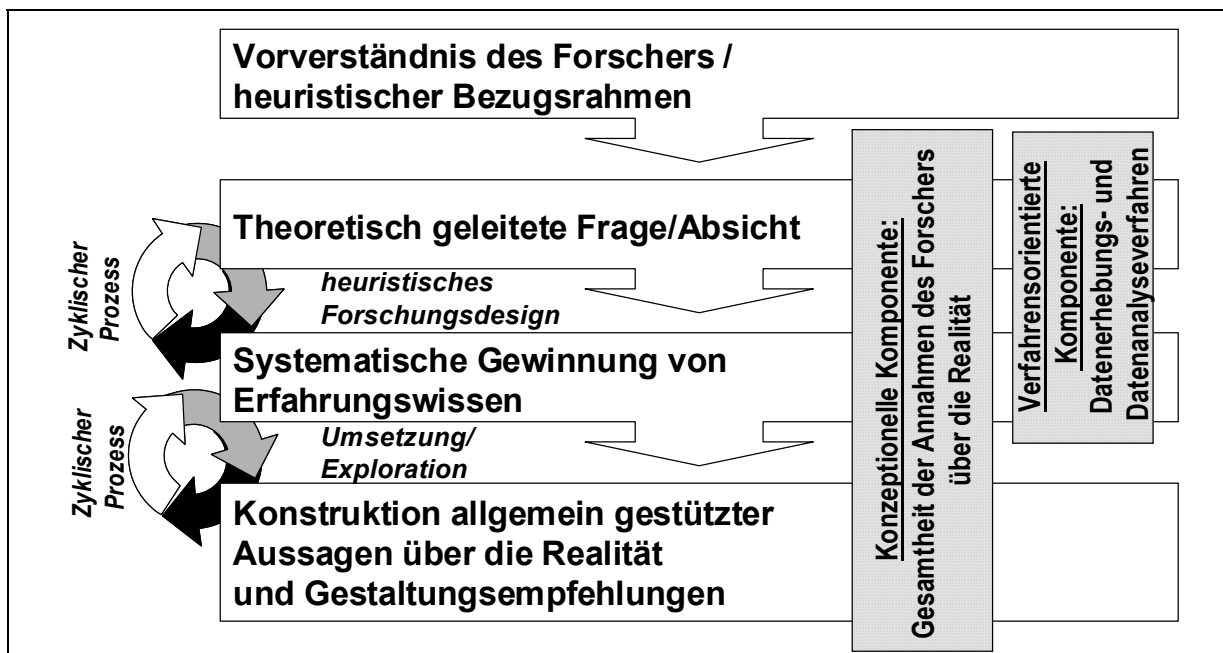 Vorverständnis des Forschers /
heuristischer Bezugsrahmen
Theoretisch geleitete Frage/Absicht
heuristisches
Forschungsdesign
Zyklischer
Prozess
Systematische Gewinnung von
Erfahrungswissen
Umsetzung/
Exploration
Zyklischer
Prozess
Konstruktion allgemein gestützter
Aussagen über die Realität
und Gestaltungsempfehlungen
Konzeptionelle Komponente:
Gesamtheit der Annahmen des Forschers
über die Realität
Verfahrensorientierte
Komponente:
Datenerhebungs- und
Datenanalyseverfahren